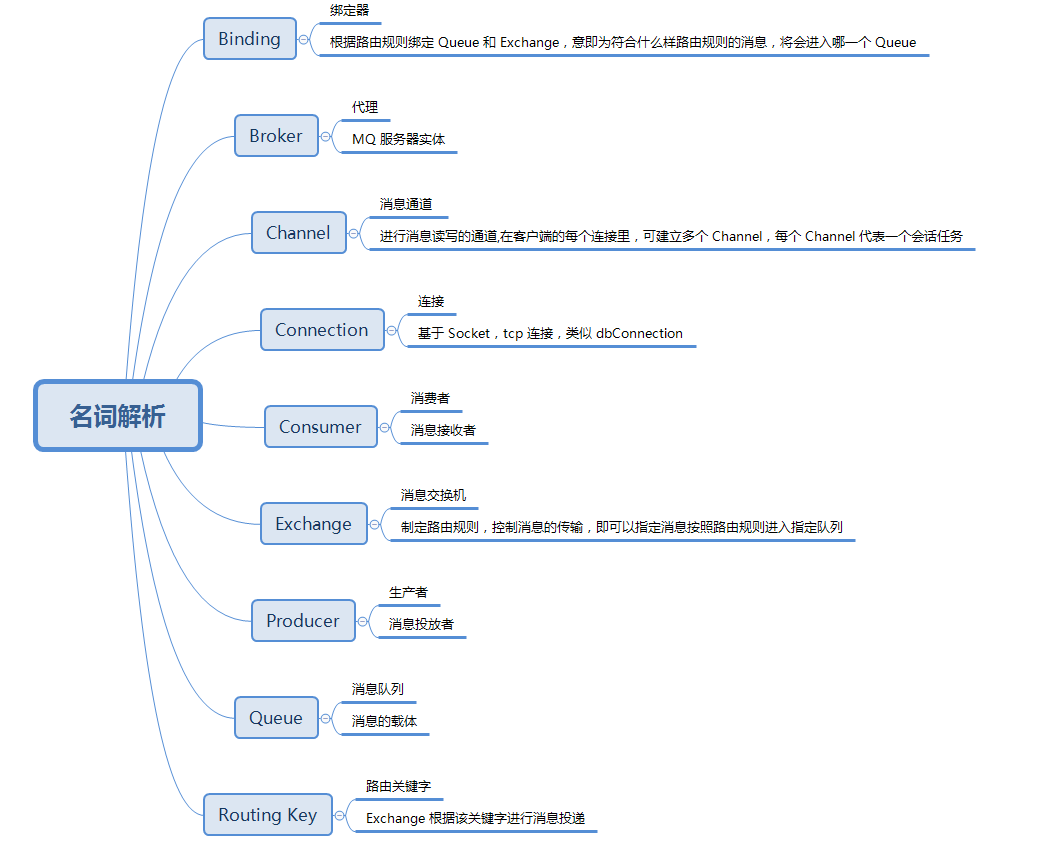 名词解析
Binding
绑定器
根据路由规则绑定 Queue 和 Exchange，意即为符合什么样路由规则的消息，将会进入哪一个 Queue
Broker
代理
MQ 服务器实体
Channel
消息通道
进行消息读写的通道,在客户端的每个连接里，可建立多个 Channel，每个 Channel 代表一个会话任务
Connection
连接
基于 Socket，tcp 连接，类似 dbConnection
Consumer
消费者
消息接收者
Exchange
消息交换机
制定路由规则，控制消息的传输，即可以指定消息按照路由规则进入指定队列
Producer
生产者
消息投放者
Queue
消息队列
消息的载体
Routing Key
路由关键字
Exchange 根据该关键字进行消息投递